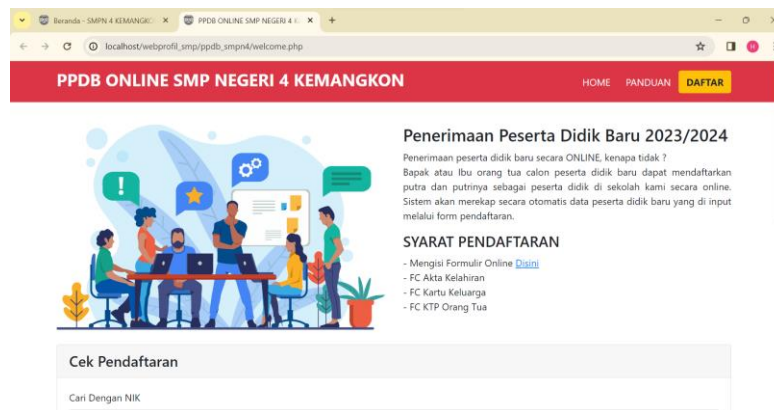 Beranda - SMPN 4 KEMANGKO
PPDB ONLINE SMP NEGERI 4 K
localhost/webprofil_smp/ppdb_smpn4/welcome.php
PPDB ONLINE SMP NEGERI 4 KEMANGKON
HOME PANDUAN DAFTAR
Penerimaan Peserta Didik Baru 2023/2024
Penerimaan peserta didik baru secara ONLINE, kenapa tidak ?
Bapak atau Ibu orang tua calon peserta didik baru dapat mendaftarkan
putra dan putrinya sebagai peserta didik di sekolah kami secara online.
Sistem akan merekap secara otomatis data peserta didik baru yang di input
melalui form pendaftaran.
SYARAT PENDAFTARAN
- Mengisi Formulir Online Disini
- FC Akta Kelahiran
- FC Kartu Keluarga
- FC KTP Orang Tua
Cek Pendaftaran
Cari Dengan NIK